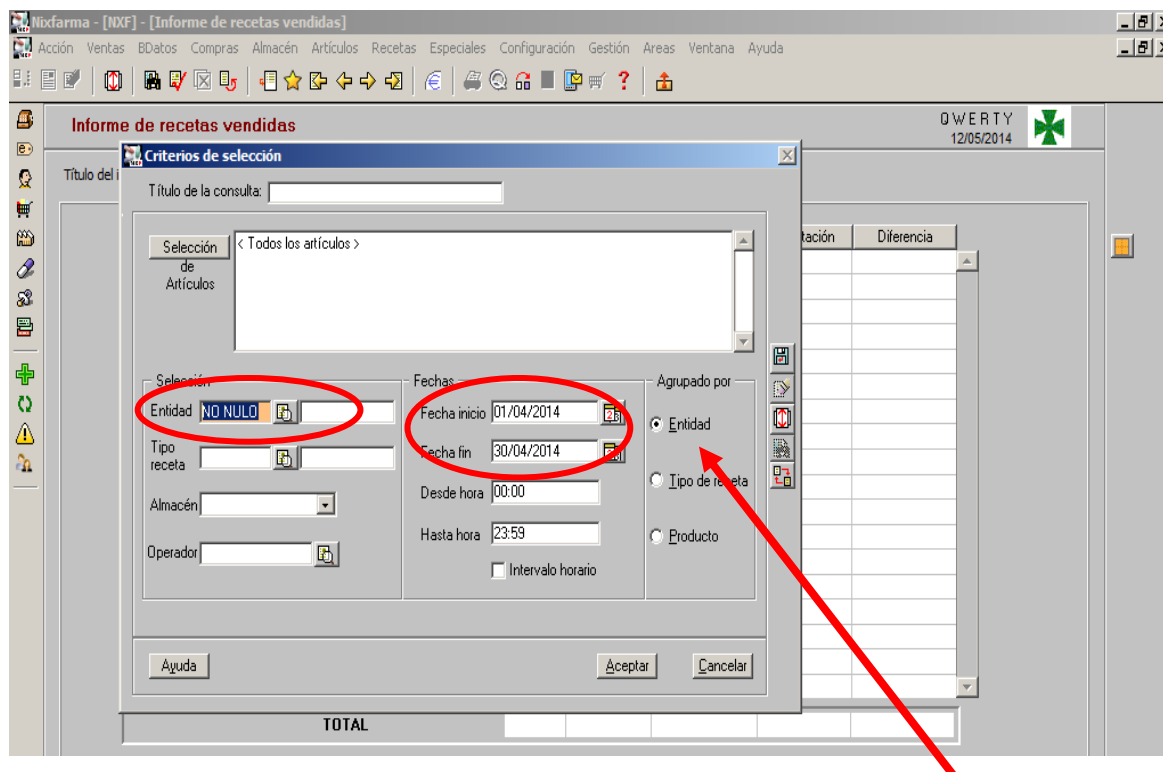 Nixfarma - [NXF] - [Informe de recetas vendidas]
Acción Ventas BDatos Compras Almacén Artículos Recetas Especiales Configuración Gestión Areas Ventana Ayuda
Informe de recetas vendidas
QWERTY
12/05/2014
Título del i
Criterios de selección
Título de la consulta:
Selección
de
Artículos
< Todos los artículos >
tación Diferencia
Selección
Entidad NO NULO
Tipo
receta
Almacén
Operador
Fechas
Fecha inicio 01/04/2014
Fecha fin 30/04/2014
Desde hora 00:00
Hasta hora 23:59
Intervalo horario
Agrupado por
Entidad
Tipo de receta
Producto
Ayuda Aceptar Cancelar
TOTAL